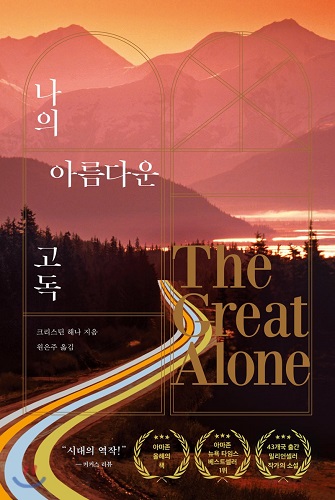 나의
아름다운
고독
The
Great
Alone
크리스틴 해나 지음
원은주 옮김
“시대의 역작!”
— 커커스 리뷰
아마존
올해의
책
아마존
뉴욕 타임스
베스트셀러
1위
43개국 출간
밀리언셀러
작가의 소설